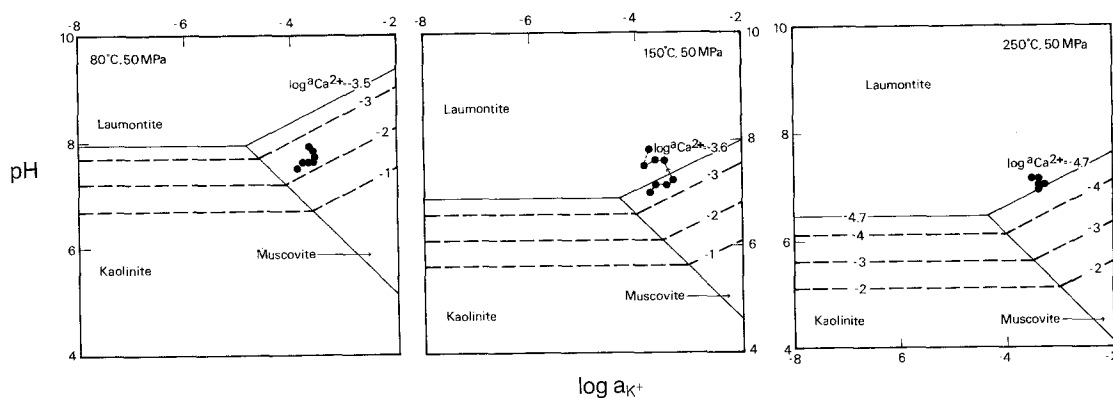 -8 -6 -4 -2
10
80°C, 50 MPa
log aCa2+=-3.5
-3
Laumontite
-2
8
-1
pH
6
Muscovite
Kaolinite
4
-8 -6 -4 -2
10
150°C, 50 MPa
Laumontite
8
log aCa2+=-3.6
-3
-2
6
-1
Muscovite
Kaolinite
4
-2
10
250°C, 50 MPa
Laumontite
8
log aCa2+=-4.7
-4.7
-4
6
-4
-3
-3
-2
-2
Kaolinite
Muscovite
4
-8 6 -4 -2
log aK+